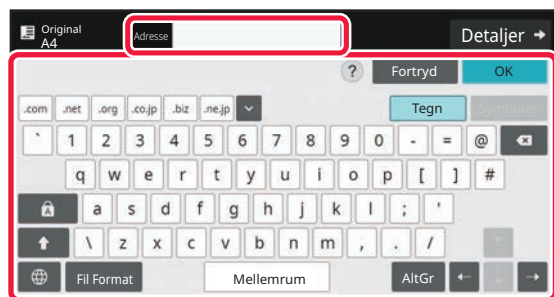 Original
A4
Adresse
Detaljer
? Fortryd OK
.com .net .org .co.jp .biz .ne.jp Tegn Symboler
` 1 2 3 4 5 6 7 8 9 0 - = @
q w e r t y u i o p [ ] #
A a s d f g h j k l ; '
\ z x c v b n m , . /
Fil Format Mellemrum AltGr